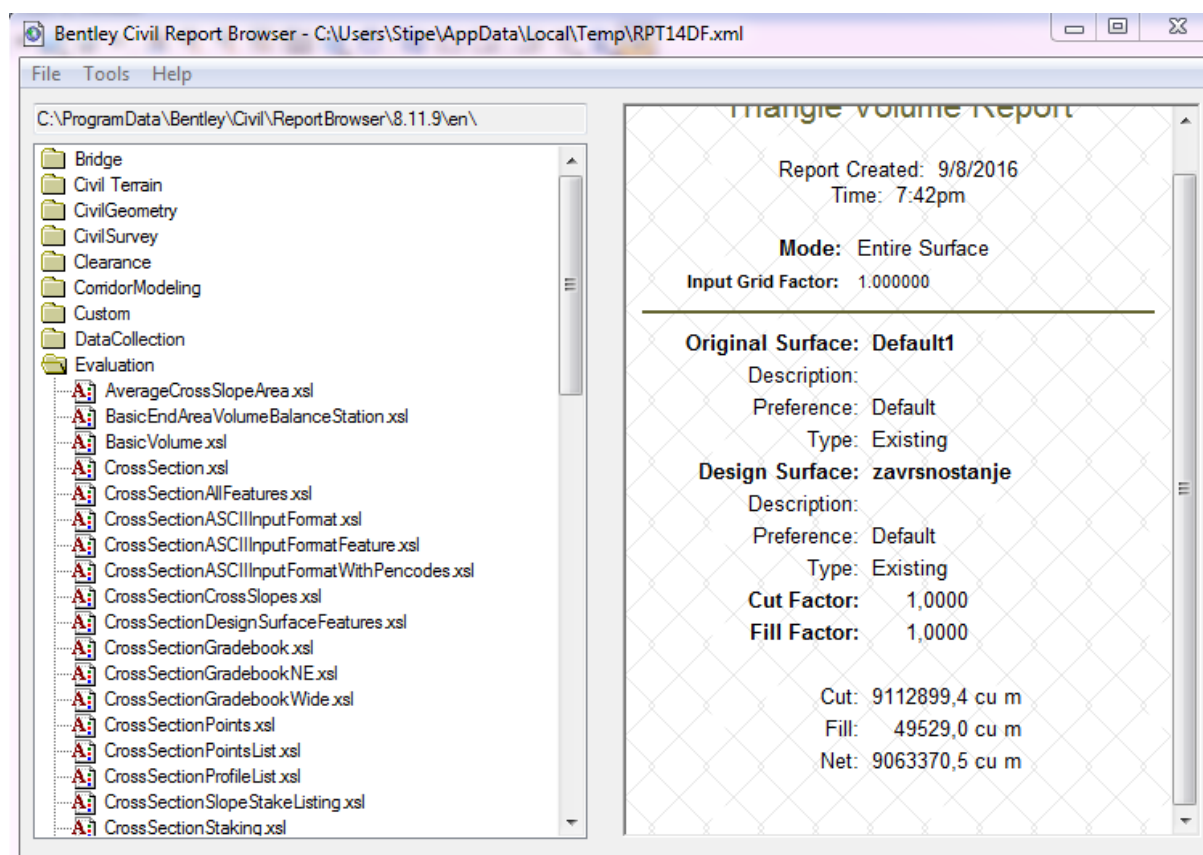 Bentley Civil Report Browser - C:\Users\Stipe\AppData\Local\Temp\RPT14DF.xml
File Tools Help
C:\ProgramData\Bentley\Civil\ReportBrowser\8.11.9\en\
Bridge
Civil Terrain
CivilGeometry
CivilSurvey
Clearance
CorridorModeling
Custom
DataCollection
Evaluation
AverageCrossSlopeArea.xsl
BasicEndAreaVolumeBalanceStation.xsl
BasicVolume.xsl
CrossSection.xsl
CrossSectionAllFeatures.xsl
CrossSectionASCIIInputFormat.xsl
CrossSectionASCIIInputFormatFeature.xsl
CrossSectionASCIIInputFormatWithPencodes.xsl
CrossSectionCrossSlopes.xsl
CrossSectionDesignSurfaceFeatures.xsl
CrossSectionGradebook.xsl
CrossSectionGradebookNE.xsl
CrossSectionGradebookWide.xsl
CrossSectionPoints.xsl
CrossSectionPointsList.xsl
CrossSectionProfileList.xsl
CrossSectionSlopeStakeListing.xsl
CrossSectionStaking.xsl
Triangle Volume Report
Report Created: 9/8/2016
Time: 7:42pm
Mode: Entire Surface
Input Grid Factor: 1.000000
Original Surface: Default1
Description:
Preference: Default
Type: Existing
Design Surface: zavrsnostanje
Description:
Preference: Default
Type: Existing
Cut Factor: 1,0000
Fill Factor: 1,0000
Cut: 9112899,4 cu m
Fill: 49529,0 cu m
Net: 9063370,5 cu m